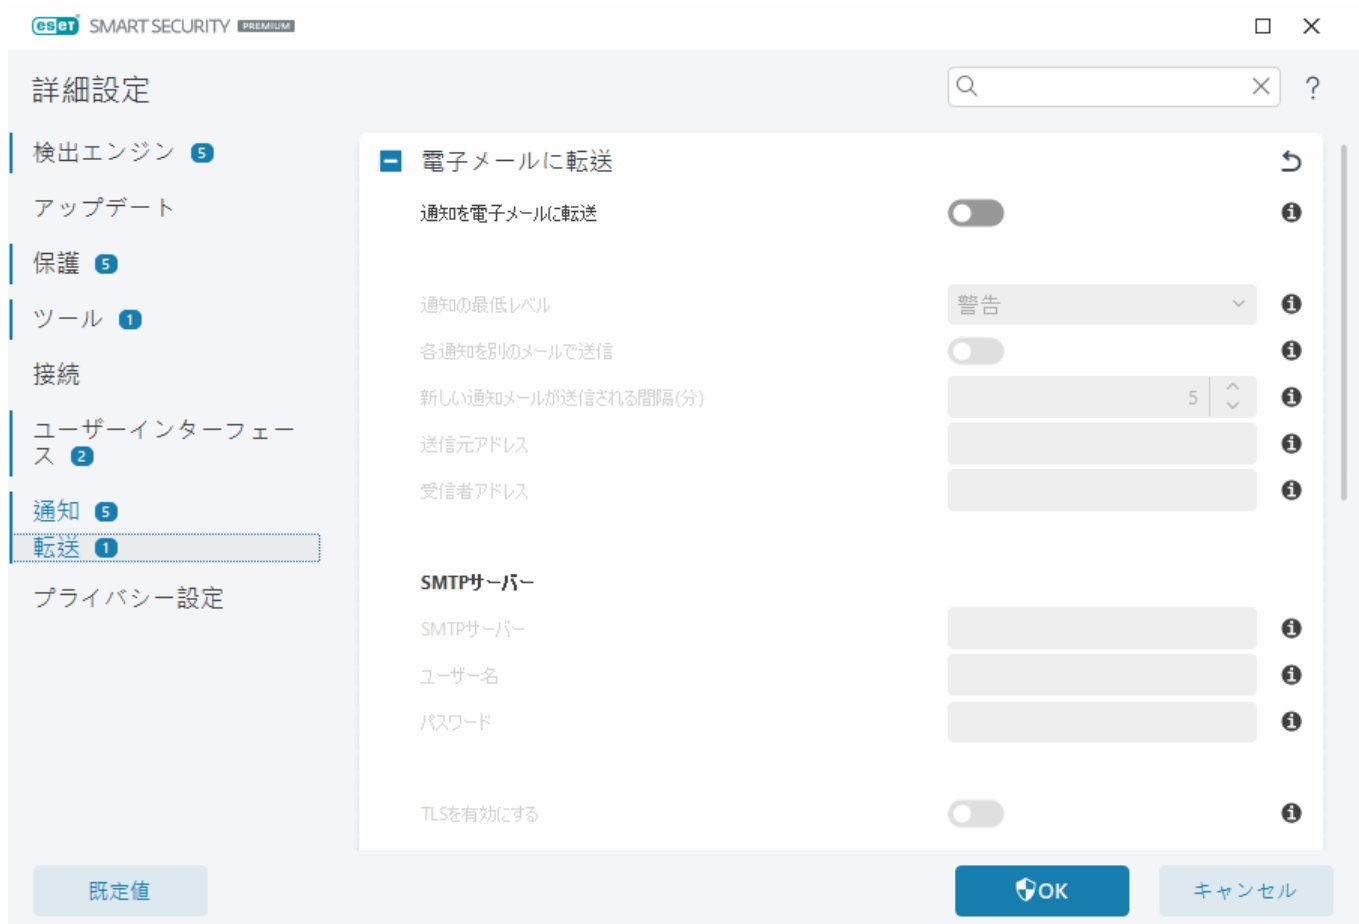 eseT SMART SECURITY PREMIUM
詳細設定
?
検出エンジン 5
アップデート
保護 5
ツール 1
接続
ユーザーインターフェー
ス 2
通知 5
転送 1
プライバシー設定
電子メールに転送
通知を電子メールに転送
通知の最低レベル 警告
各通知を別のメールで送信
新しい通知メールが送信される間隔(分) 5
送信元アドレス
受信者アドレス
SMTPサーバー
SMTPサーバー
ユーザー名
パスワード
TLSを有効にする
既定値
OK
キャンセル